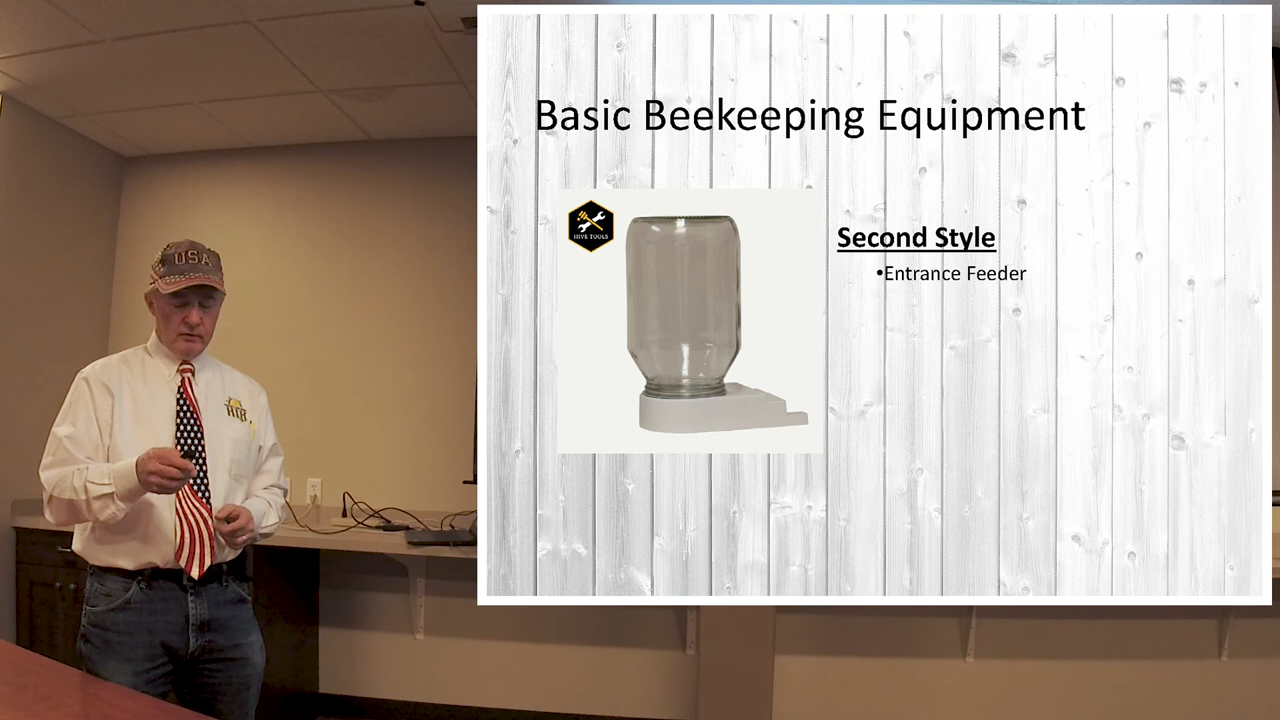 Basic Beekeeping Equipment
HIVE TOOLS
Second Style
•Entrance Feeder
USA